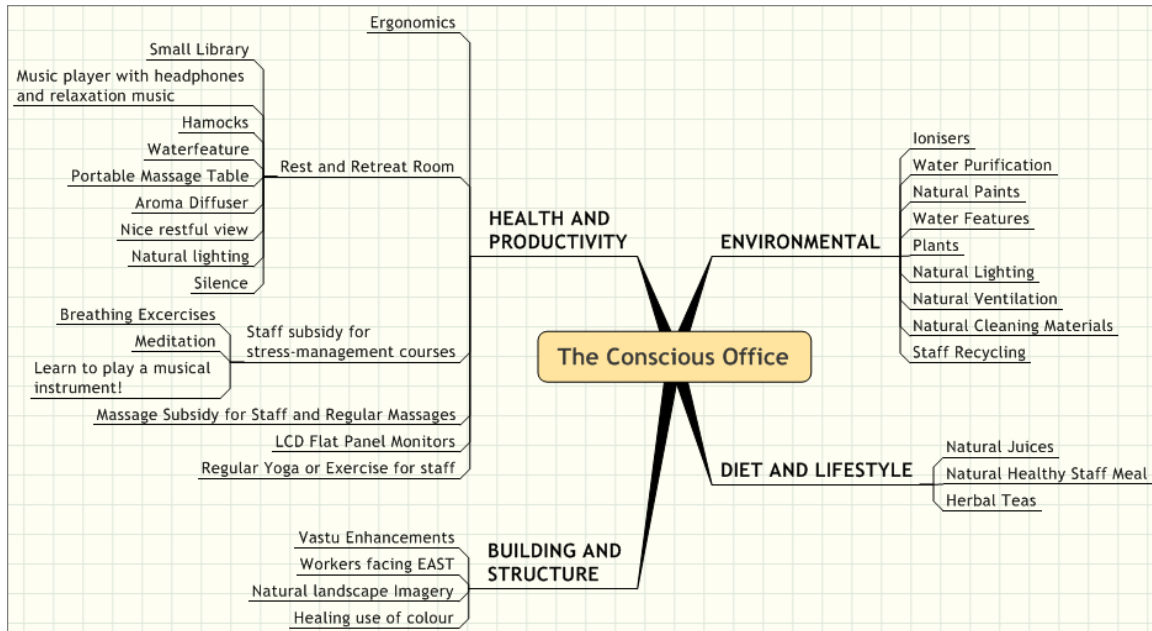 Ergonomics
Small Library
Music player with headphones
and relaxation music
Hamocks
Waterfeature
Portable Massage Table
Aroma Diffuser
Nice restful view
Natural lighting
Silence
Rest and Retreat Room
Breathing Excercises
Meditation
Learn to play a musical
instrument!
Staff subsidy for
stress-management courses
Massage Subsidy for Staff and Regular Massages
LCD Flat Panel Monitors
Regular Yoga or Exercise for staff
HEALTH AND
PRODUCTIVITY
Vastu Enhancements
Workers facing EAST
Natural landscape Imagery
Healing use of colour
BUILDING AND
STRUCTURE
The Conscious Office
ENVIRONMENTAL
Ionisers
Water Purification
Natural Paints
Water Features
Plants
Natural Lighting
Natural Ventilation
Natural Cleaning Materials
Staff Recycling
DIET AND LIFESTYLE
Natural Juices
Natural Healthy Staff Meal
Herbal Teas